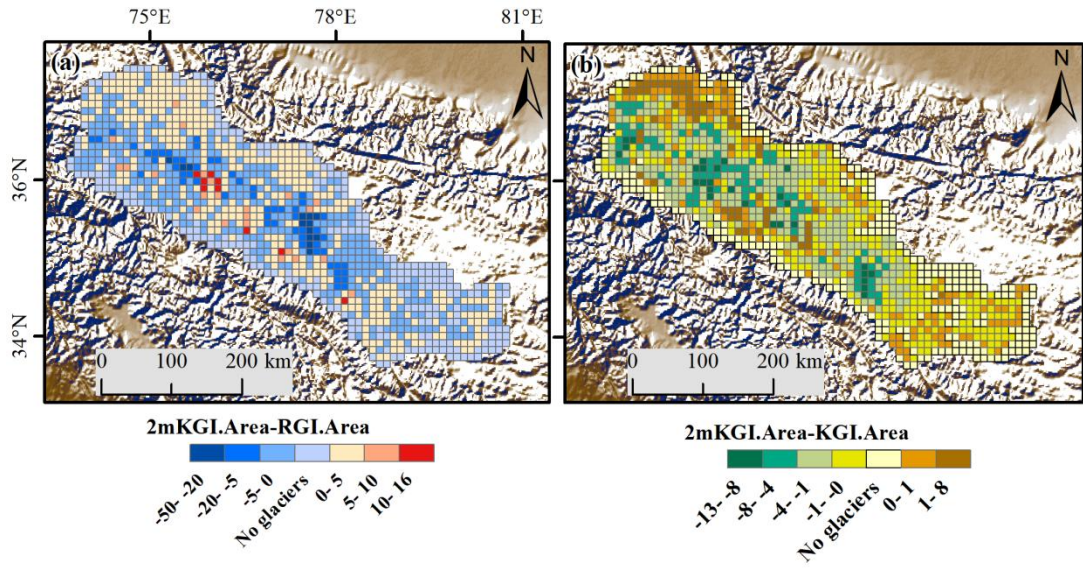 75°E 78°E 81°E
(a) N
(b) N
36°N
34°N
0 100 200 km
0 100 200 km
2mKGI.Area-RGI.Area
-50- -20
-20- -5
-5-0
No glaciers
0- 5
5- 10
10- 16
2mKGI.Area-KGI.Area
-13- -8
-8- -4
-4- -1
-1- -0
No glaciers
0- 1
1- 8